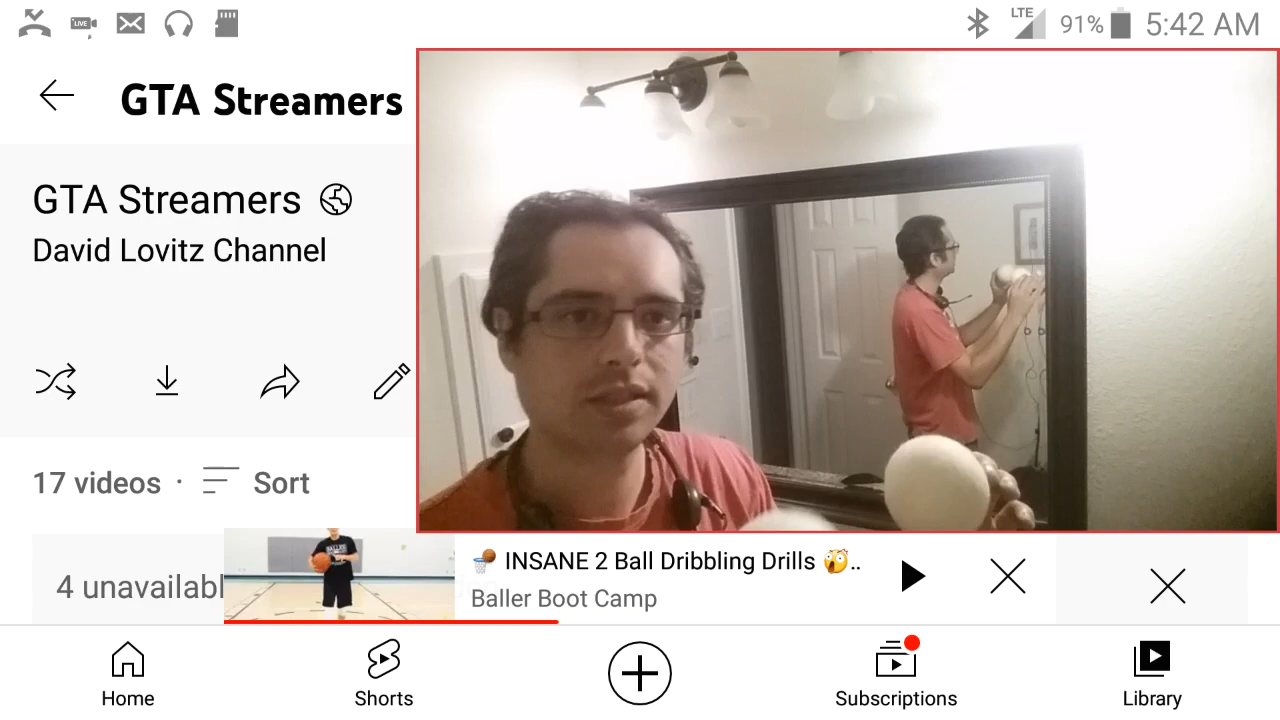 LIVE
LTE
91%
5:42 AM
GTA Streamers
GTA Streamers
David Lovitz Channel
17 videos · Sort
4 unavailabl
🏀 INSANE 2 Ball Dribbling Drills 😲..
Baller Boot Camp
Home
Shorts
Subscriptions
Library